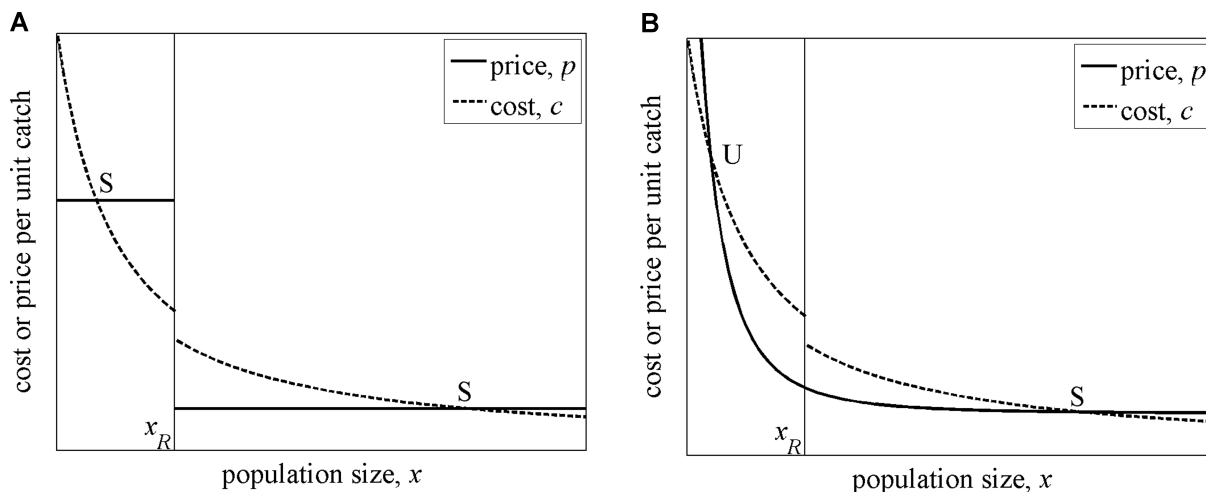 A
cost or price per unit catch
price, p
cost, c
S
S
x_R
population size, x
B
cost or price per unit catch
price, p
cost, c
U
S
x_R
population size, x